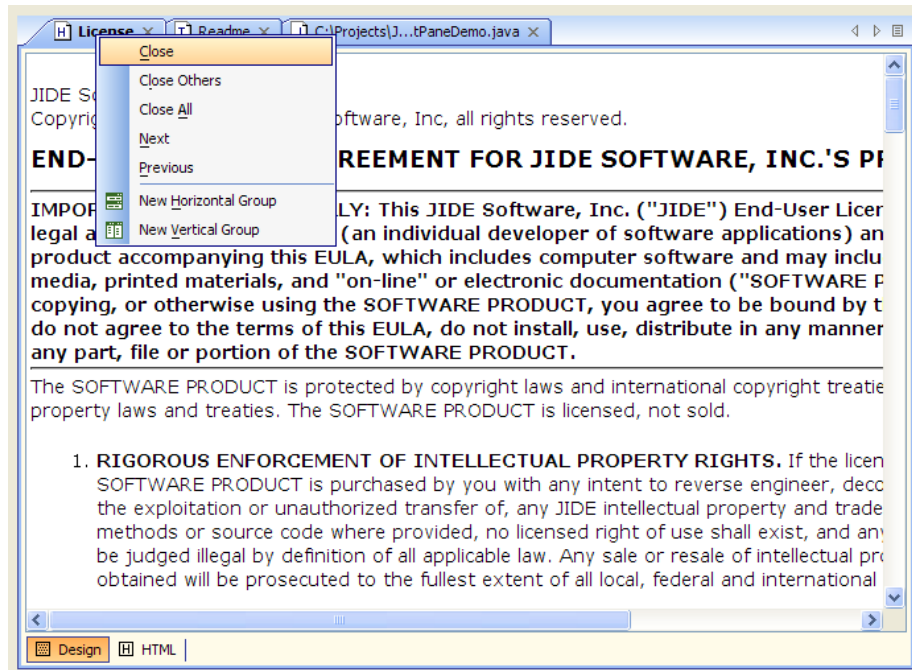 H License × T Readme × J C:\Projects\J...tPaneDemo.java ×
Close
Close Others
Close All
Next
Previous
New Horizontal Group
New Vertical Group
JIDE So
Copyrig oftware, Inc, all rights reserved.
END- REEMENT FOR JIDE SOFTWARE, INC.'S PR
IMPOR LY: This JIDE Software, Inc. ("JIDE") End-User Licen
legal a (an individual developer of software applications) an
product accompanying this EULA, which includes computer software and may inclu
media, printed materials, and "on-line" or electronic documentation ("SOFTWARE P
copying, or otherwise using the SOFTWARE PRODUCT, you agree to be bound by t
do not agree to the terms of this EULA, do not install, use, distribute in any manner
any part, file or portion of the SOFTWARE PRODUCT.
The SOFTWARE PRODUCT is protected by copyright laws and international copyright treatie
property laws and treaties. The SOFTWARE PRODUCT is licensed, not sold.
1. RIGOROUS ENFORCEMENT OF INTELLECTUAL PROPERTY RIGHTS. If the licen
SOFTWARE PRODUCT is purchased by you with any intent to reverse engineer, deco
the exploitation or unauthorized transfer of, any JIDE intellectual property and trade
methods or source code where provided, no licensed right of use shall exist, and any
be judged illegal by definition of all applicable law. Any sale or resale of intellectual pro
obtained will be prosecuted to the fullest extent of all local, federal and international
Design H HTML